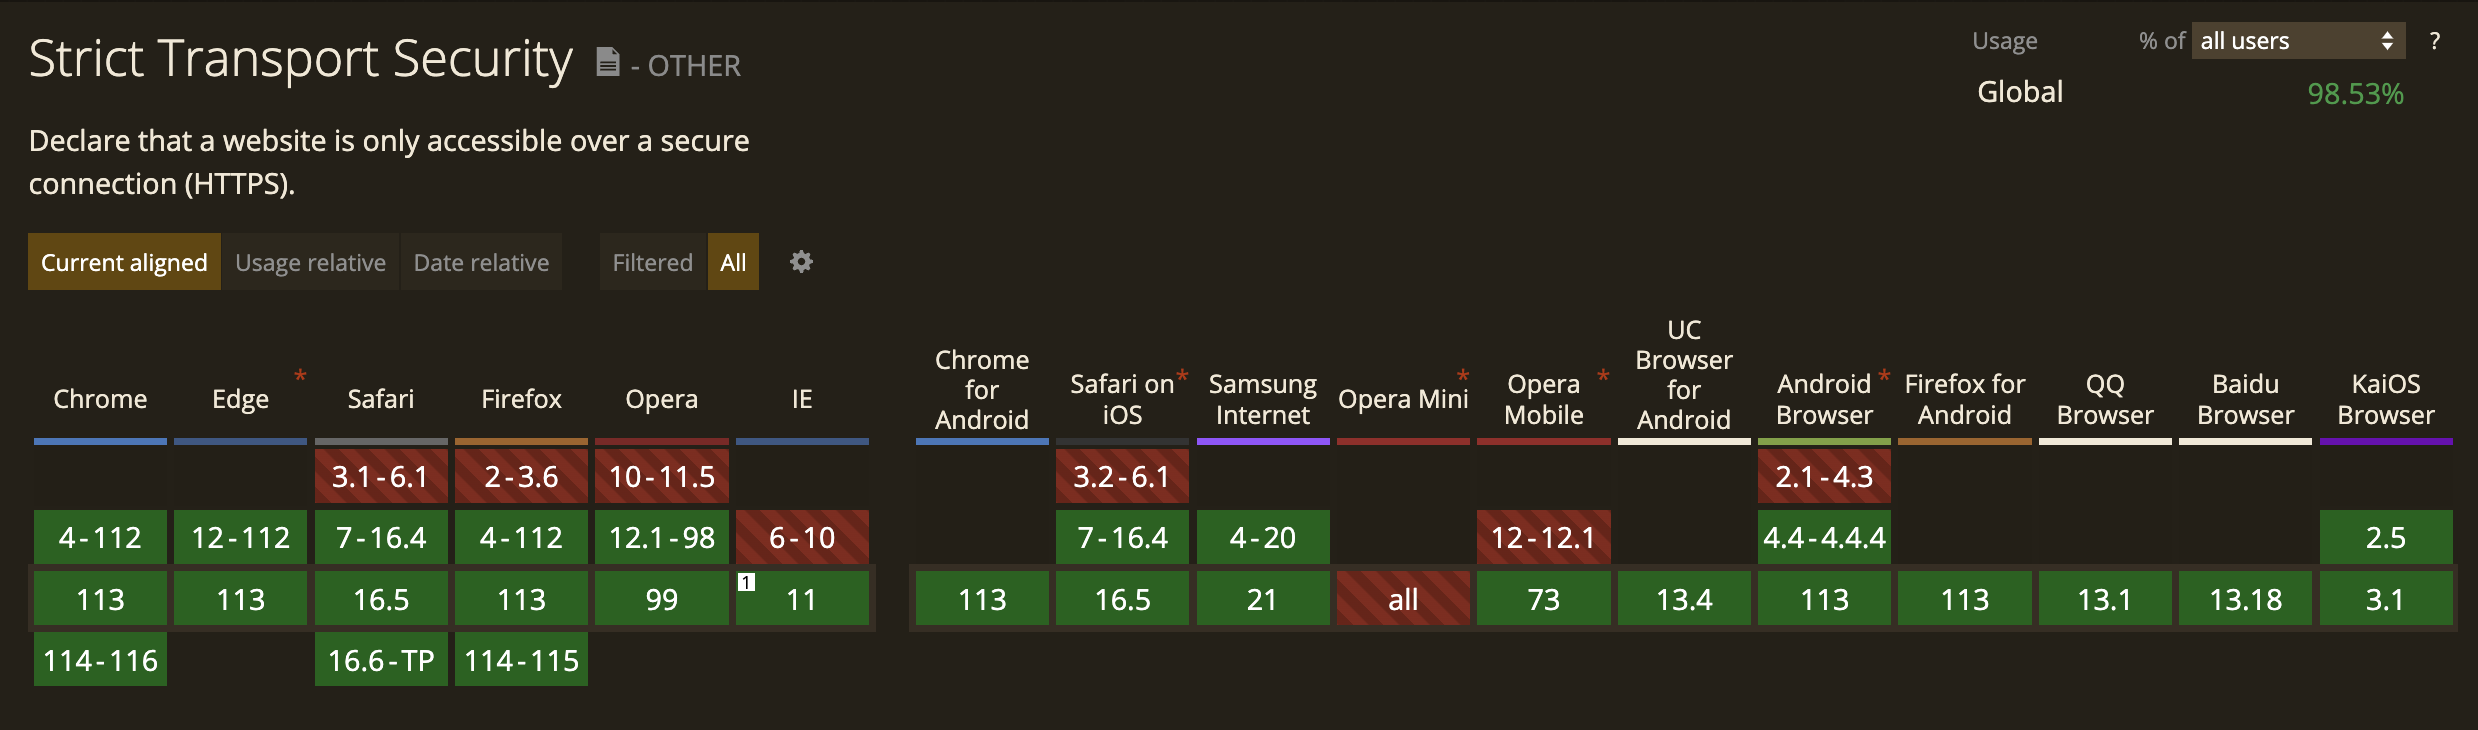 Strict Transport Security - OTHER
Usage % of all users ?
Global 98.53%
Declare that a website is only accessible over a secure
connection (HTTPS).
Current aligned Usage relative Date relative Filtered All
Chrome
Edge *
Safari
Firefox
Opera
IE
Chrome
for
Android
Safari on *
iOS
Samsung
Internet
Opera Mini *
Opera *
Mobile
UC
Browser
for
Android
Android *
Browser
Firefox for
Android
QQ
Browser
Baidu
Browser
KaiOS
Browser
3.1-6.1 2-3.6 10-11.5 3.2-6.1 2.1-4.3
4-112 12-112 7-16.4 4-112 12.1-98 6-10 7-16.4 4-20 12-12.1 4.4-4.4.4 2.5
113 113 16.5 113 99 1 11 113 16.5 21 all 73 13.4 113 113 13.1 13.18 3.1
114-116 16.6-TP 114-115